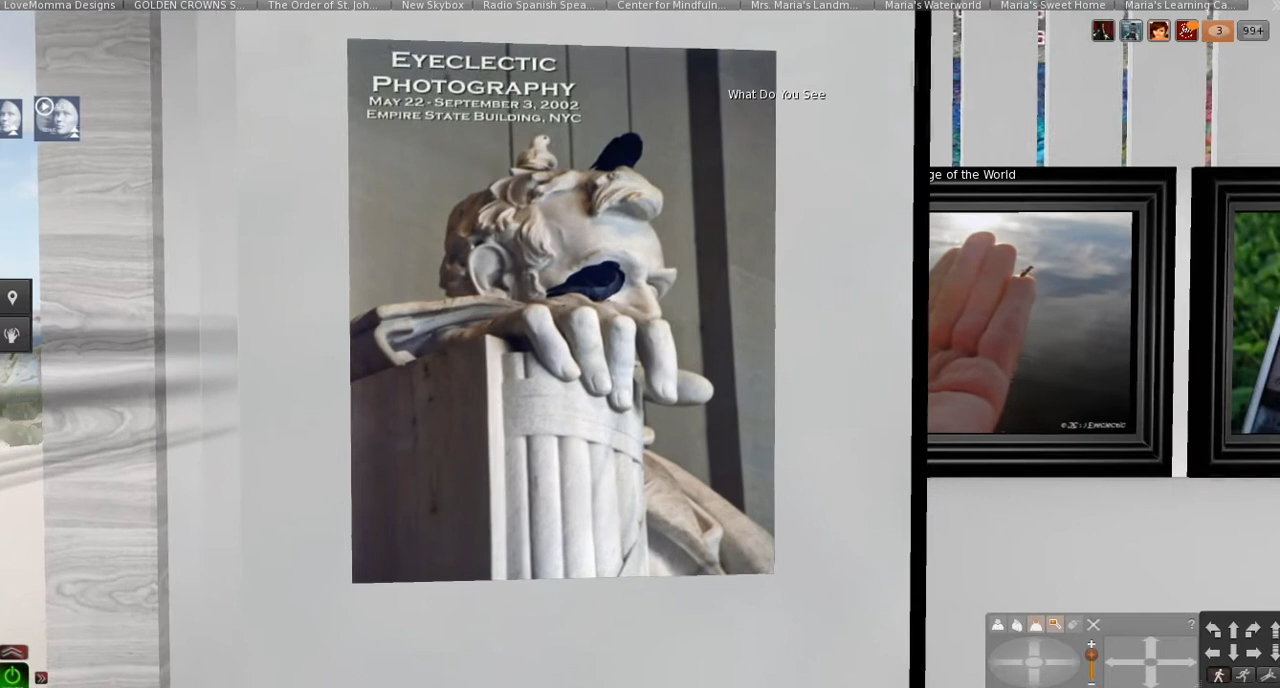 LoveMomma Designs
GOLDEN CROWNS S...
The Order of St. Joh...
New Skybox
Radio Spanish Spea...
Center for Mindfuln...
Mrs. Maria's Landm...
Maria's Waterworld
Maria's Sweet Home
Maria's Learning Ca...
3
99+
EYECLECTIC
PHOTOGRAPHY
MAY 22 - SEPTEMBER 3, 2002
EMPIRE STATE BUILDING, NYC
What Do You See
ge of the World
?